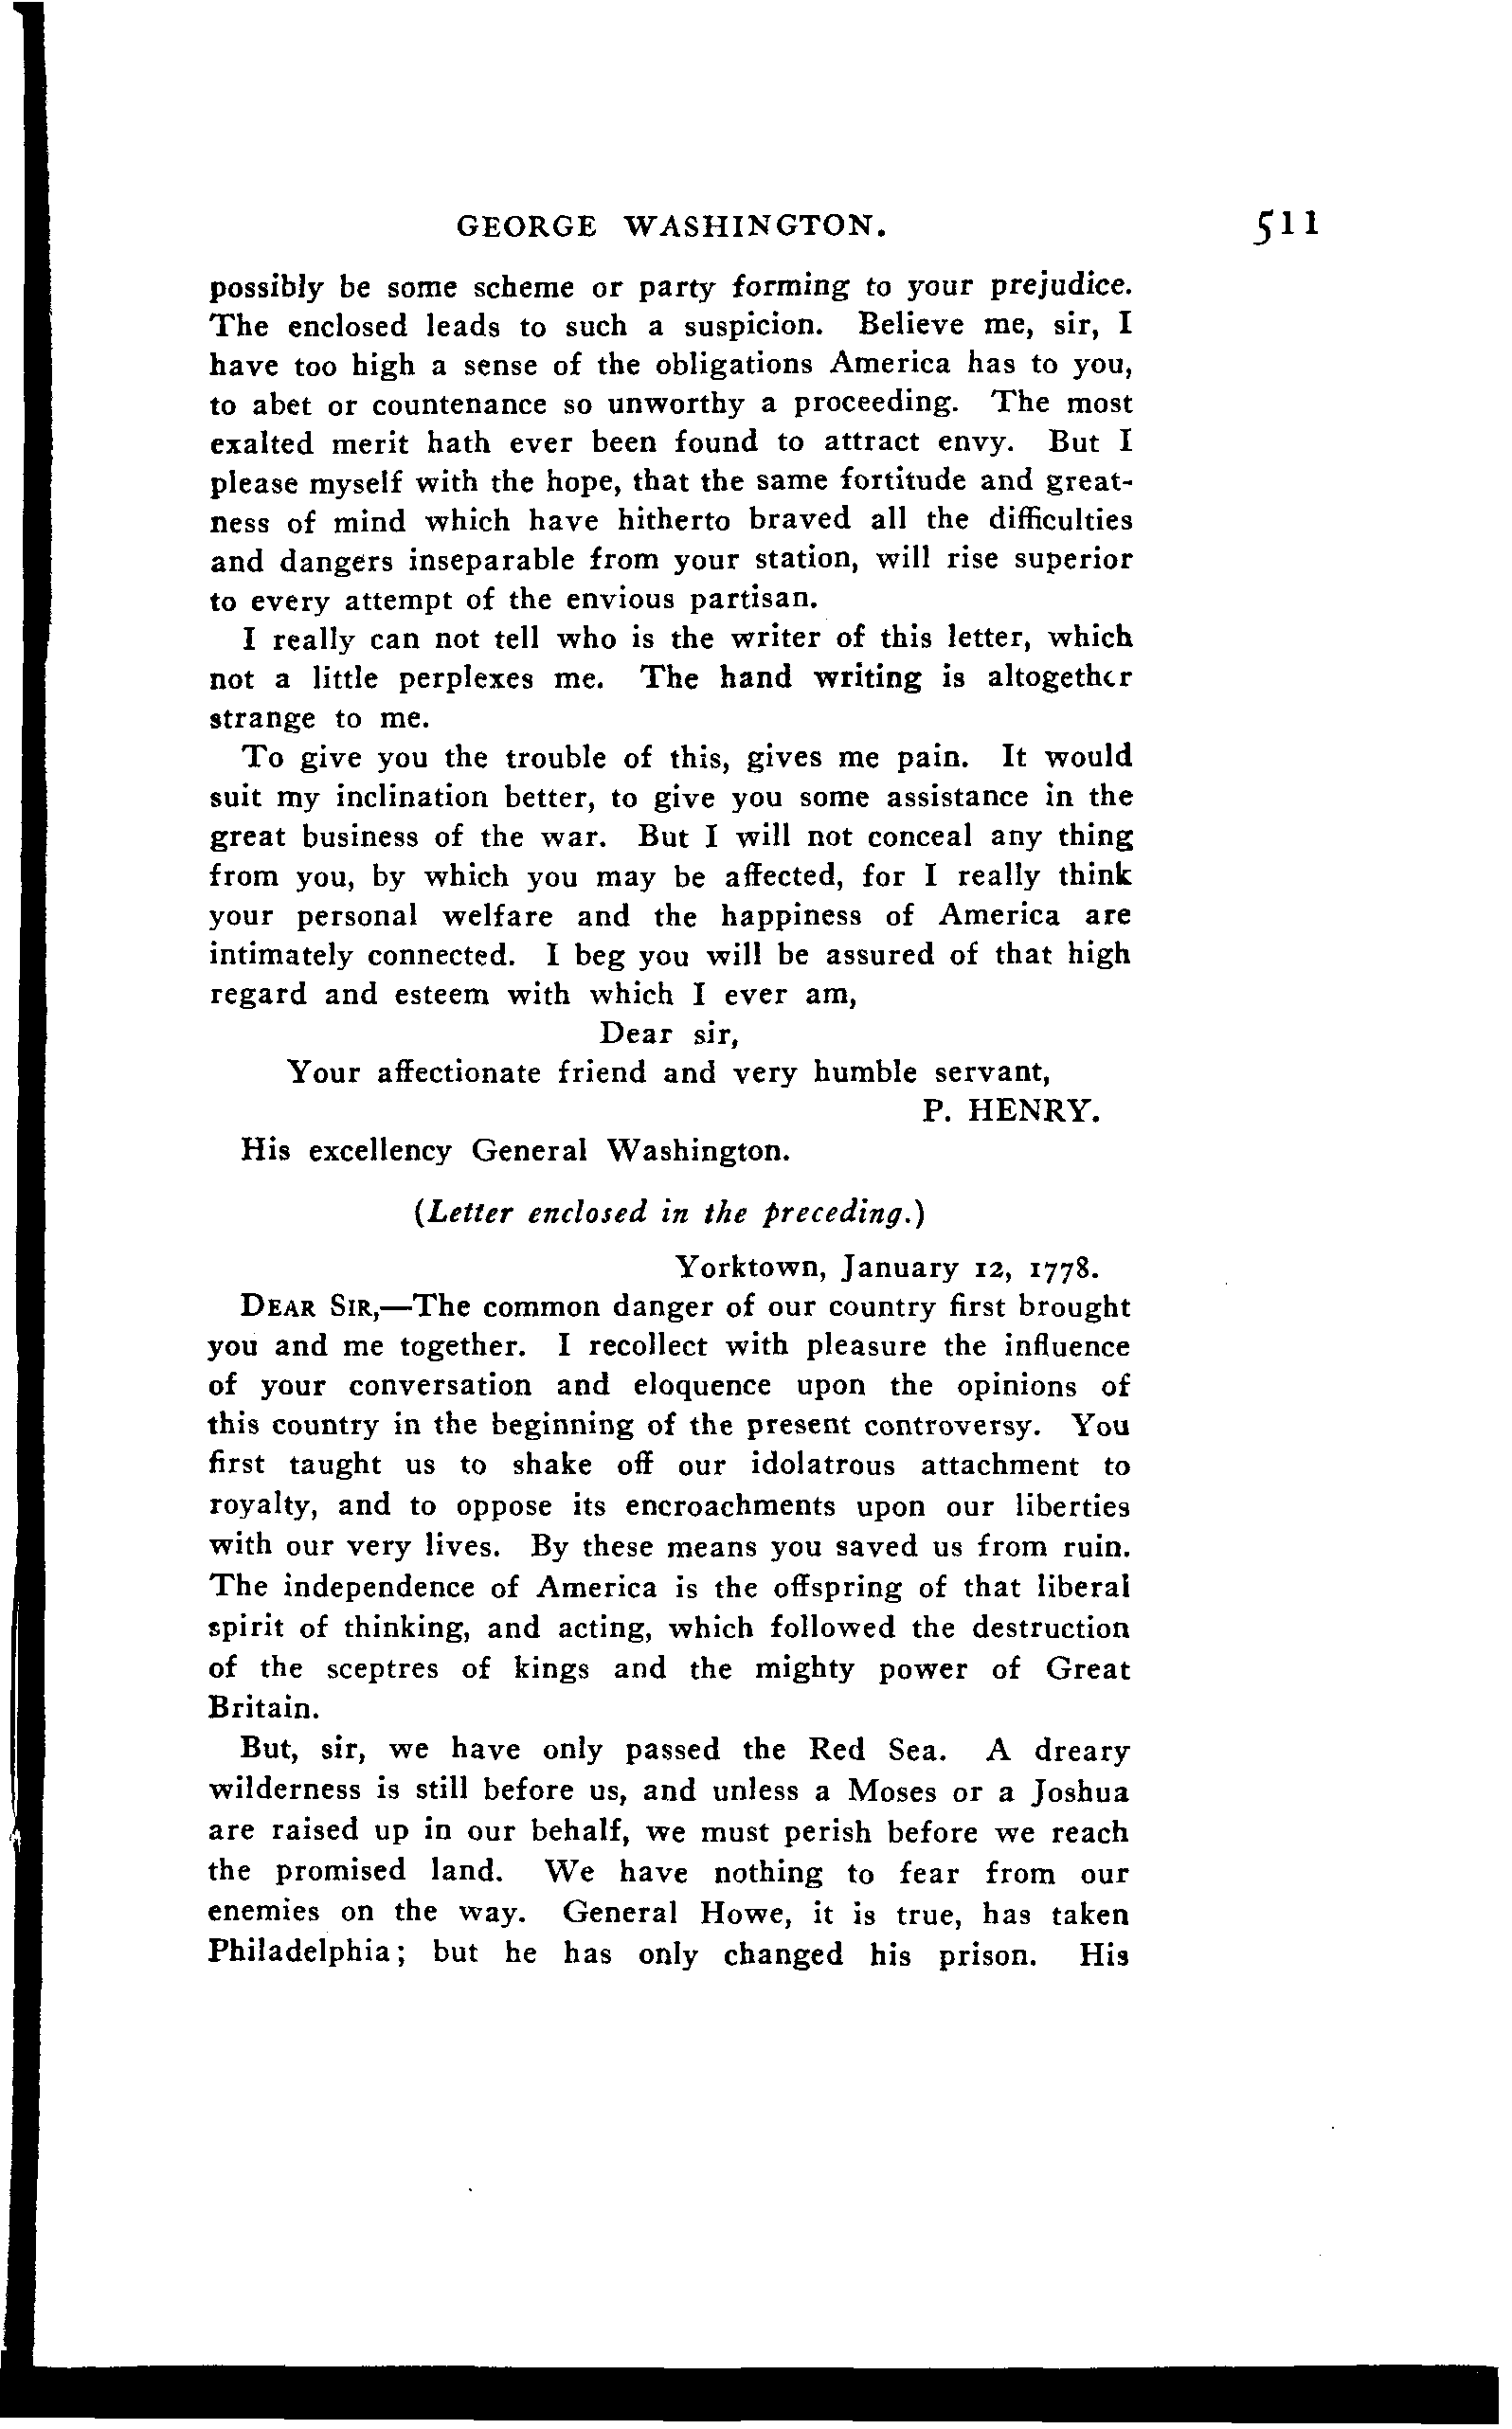 GEORGE WASHINGTON. 511
possibly be some scheme or party forming to your prejudice.
The enclosed leads to such a suspicion. Believe me, sir, I
have too high a sense of the obligations America has to you,
to abet or countenance so unworthy a proceeding. The most
exalted merit hath ever been found to attract envy. But I
please myself with the hope, that the same fortitude and great-
ness of mind which have hitherto braved all the difficulties
and dangers inseparable from your station, will rise superior
to every attempt of the envious partisan.
I really can not tell who is the writer of this letter, which
not a little perplexes me. The hand writing is altogether
strange to me.
To give you the trouble of this, gives me pain. It would
suit my inclination better, to give you some assistance in the
great business of the war. But I will not conceal any thing
from you, by which you may be affected, for I really think
your personal welfare and the happiness of America are
intimately connected. I beg you will be assured of that high
regard and esteem with which I ever am,
Dear sir,
Your affectionate friend and very humble servant,
P. HENRY.
His excellency General Washington.
(Letter enclosed in the preceding.)
Yorktown, January 12, 1778.
DEAR SIR,—The common danger of our country first brought
you and me together. I recollect with pleasure the influence
of your conversation and eloquence upon the opinions of
this country in the beginning of the present controversy. You
first taught us to shake off our idolatrous attachment to
royalty, and to oppose its encroachments upon our liberties
with our very lives. By these means you saved us from ruin.
The independence of America is the offspring of that liberal
spirit of thinking, and acting, which followed the destruction
of the sceptres of kings and the mighty power of Great
Britain.
But, sir, we have only passed the Red Sea. A dreary
wilderness is still before us, and unless a Moses or a Joshua
are raised up in our behalf, we must perish before we reach
the promised land. We have nothing to fear from our
enemies on the way. General Howe, it is true, has taken
Philadelphia; but he has only changed his prison. His